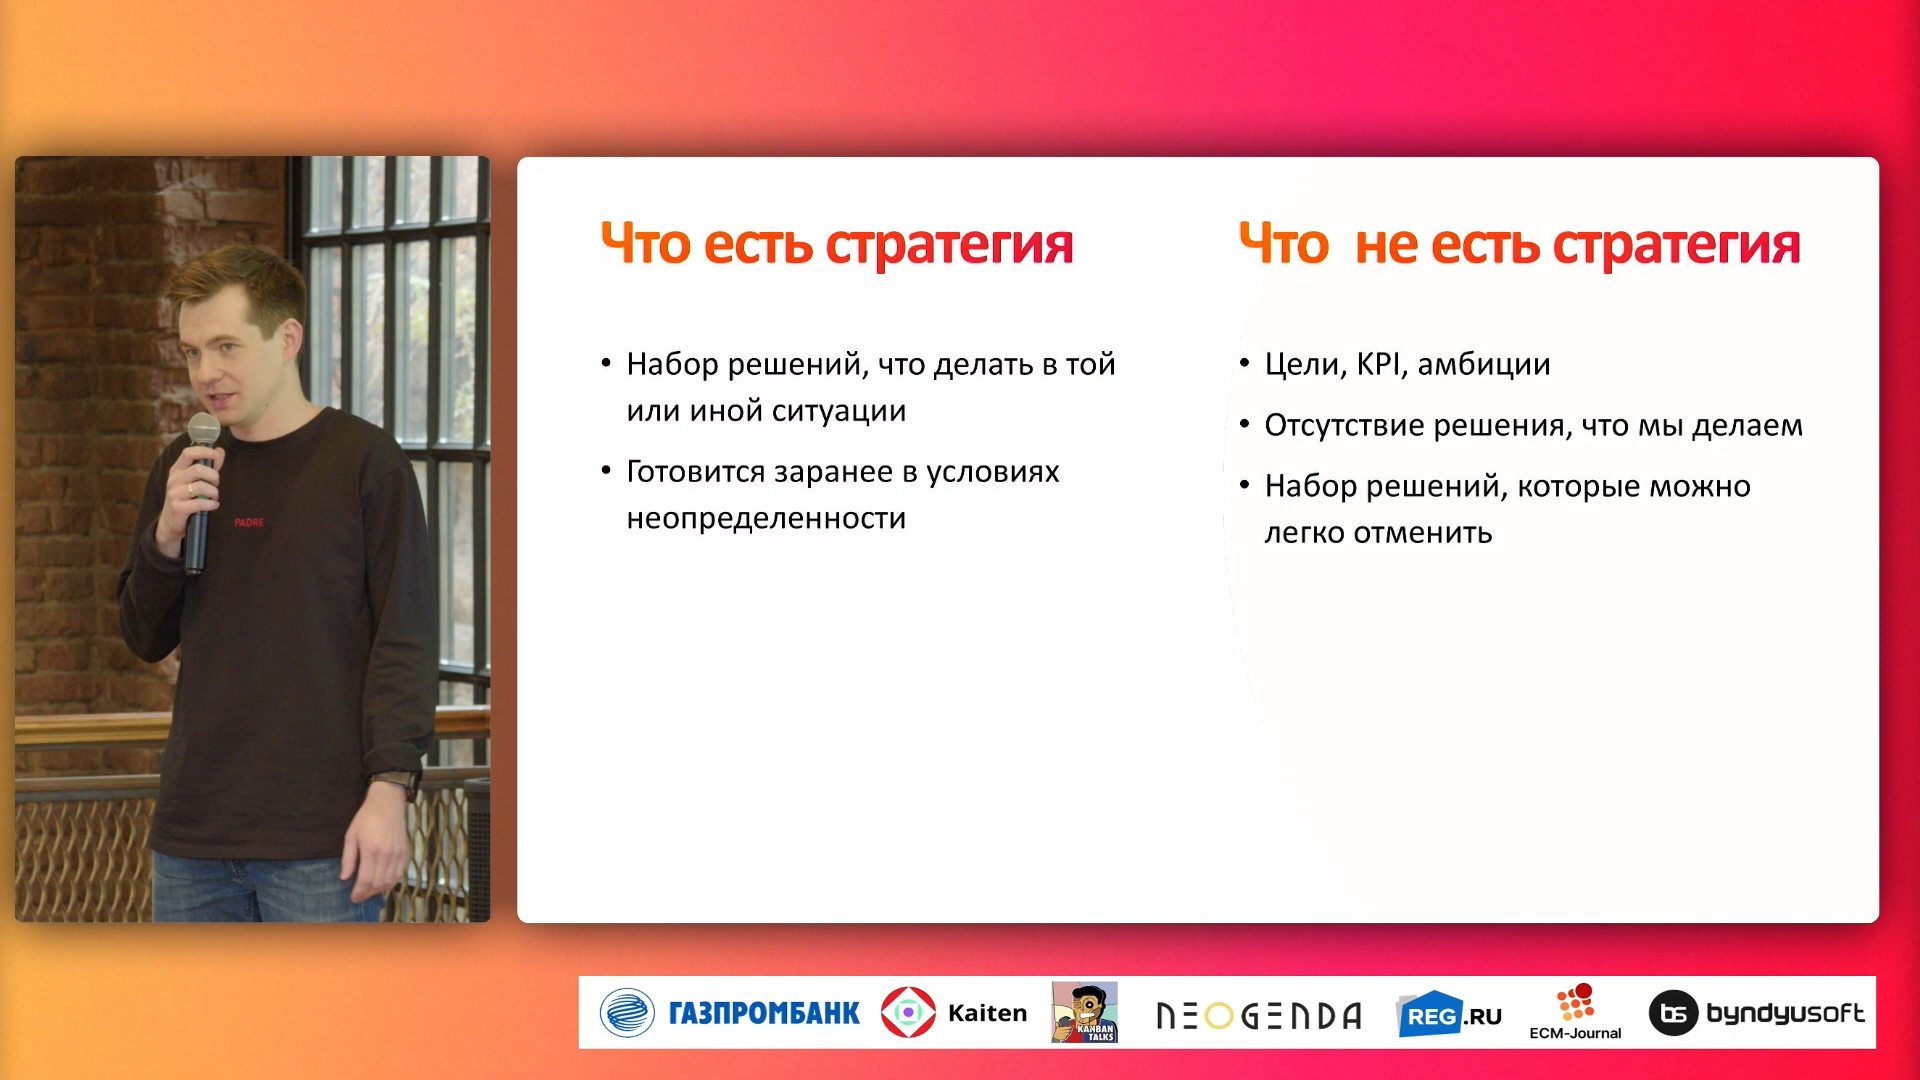 PADRE
Что есть стратегия
• Набор решений, что делать в той
или иной ситуации
• Готовится заранее в условиях
неопределенности
Что  не есть стратегия
• Цели, KPI, амбиции
• Отсутствие решения, что мы делаем
• Набор решений, которые можно
легко отменить
ГАЗПРОМБАНК
Kaiten
KANBAN
TALKS
NEOGENDA
REG.RU
ECM-Journal
bs byndyusoft